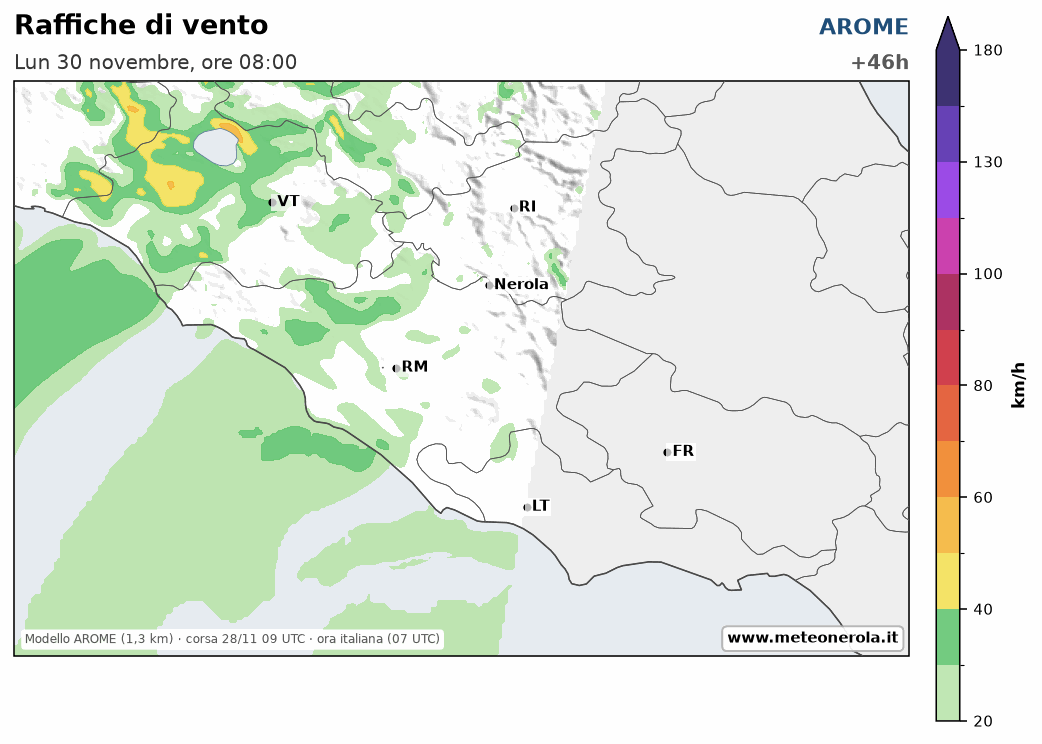 Raffiche di vento
AROME
Lun 30 novembre, ore 08:00
+46h
180
130
100
80
60
40
20
km/h
VT
RI
Nerola
RM
FR
LT
Modello AROME (1,3 km) · corsa 28/11 09 UTC · ora italiana (07 UTC)
www.meteonerola.it